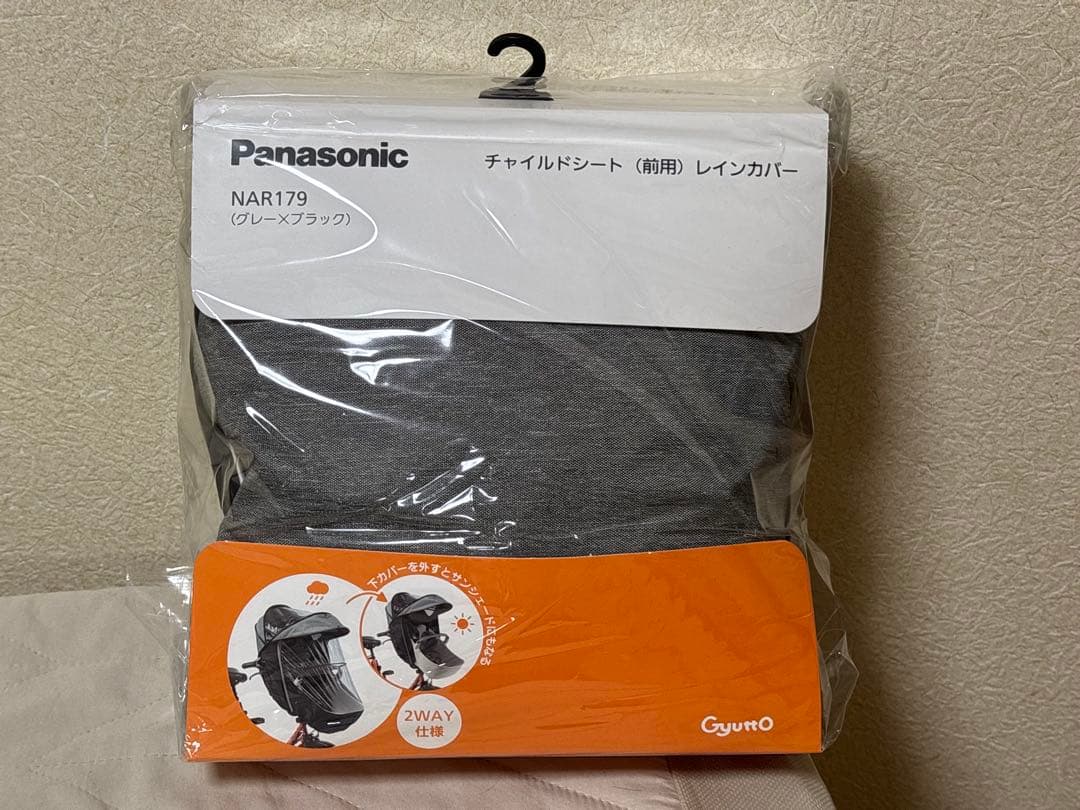 Panasonic
チャイルドシート（前用）レインカバー
NAR179
（グレー×ブラック）
下カバーを外すとサンシェードにもなる
2WAY
仕様
Gyutto